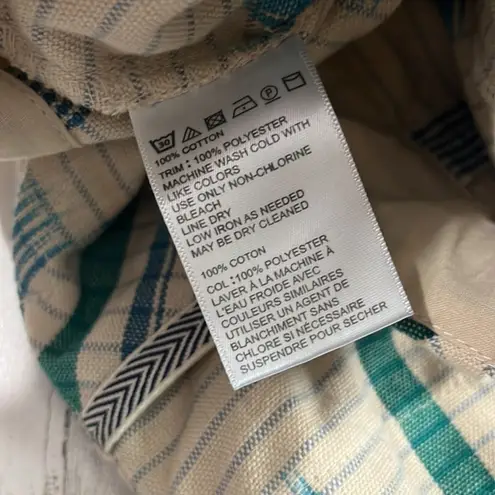 30
100% COTTON
TRIM: 100% POLYESTER
MACHINE WASH COLD WITH
LIKE COLORS
USE ONLY NON-CHLORINE
BLEACH
LINE DRY
LOW IRON AS NEEDED
MAY BE DRY CLEANED
100% COTON
COL:100% POLYESTER
LAVER À LA MACHINE À
L'EAU FROIDE AVEC
COULEURS SIMILAIRES
UTILISER UN AGENT DE
BLANCHIMENT SANS
CHLORE SI NÉCESSAIRE
SUSPENDRE POUR SECHER